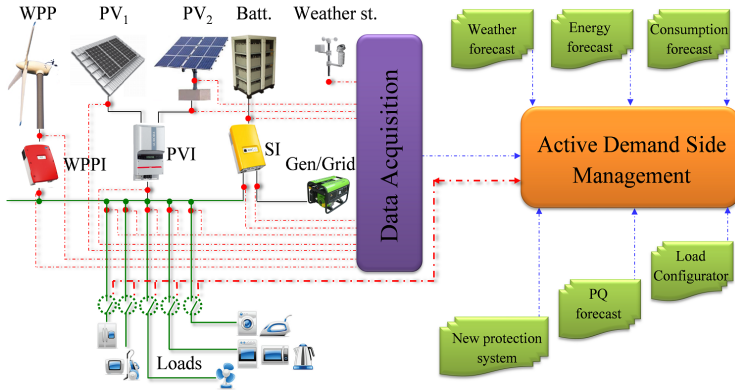 WPP
PV1
PV2
Batt.
Weather st.
Weather
forecast
Energy
forecast
Consumption
forecast
WPPI
PVI
SI
Gen/Grid
Data Acquisition
Active Demand Side
Management
Loads
New protection
system
PQ
forecast
Load
Configurator